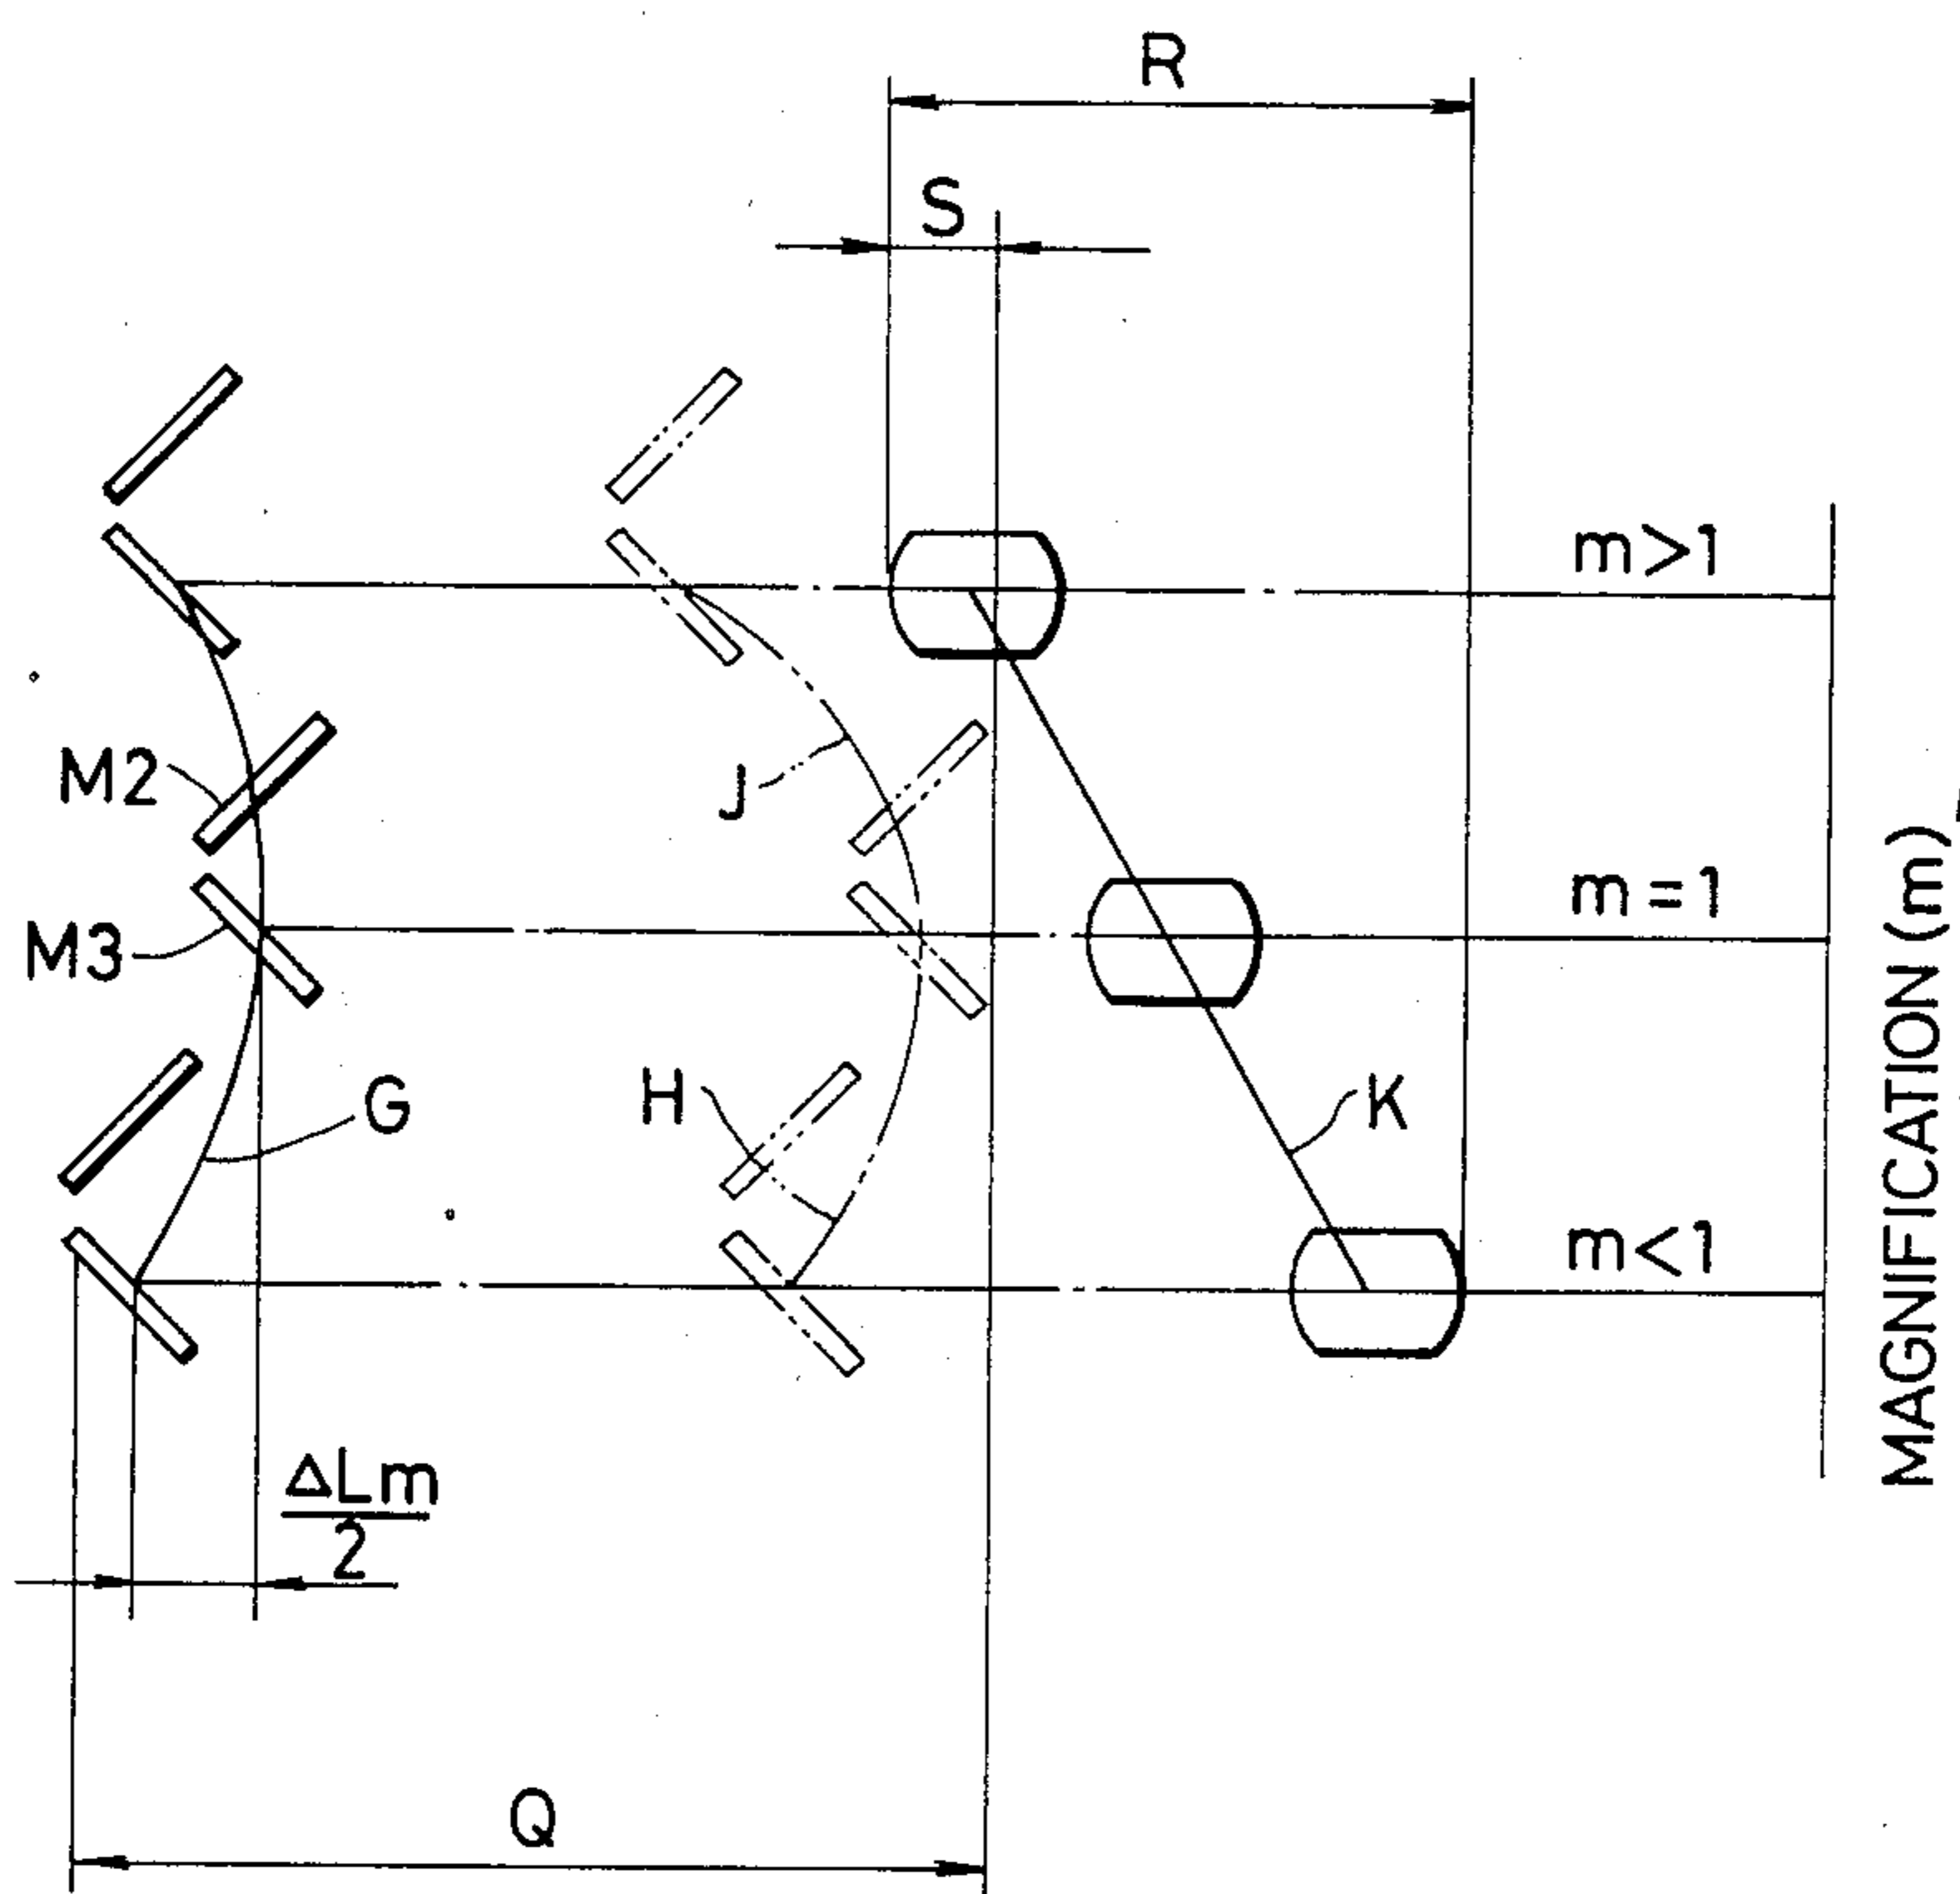 R
S
m>1
M2
J
m=1
M3
MAGNIFICATION (m)
G
H
K
m<1
ΔLm
2
Q